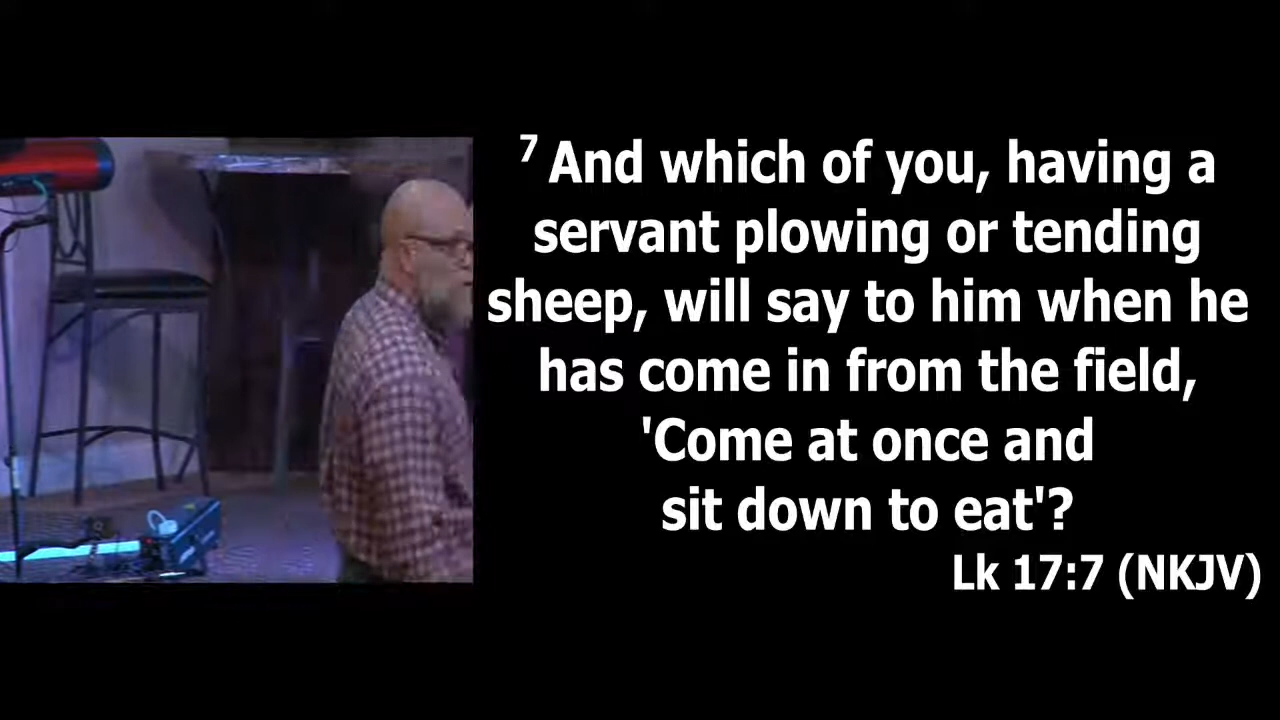 7 And which of you, having a
servant plowing or tending
sheep, will say to him when he
has come in from the field,
'Come at once and
sit down to eat'?
Lk 17:7 (NKJV)